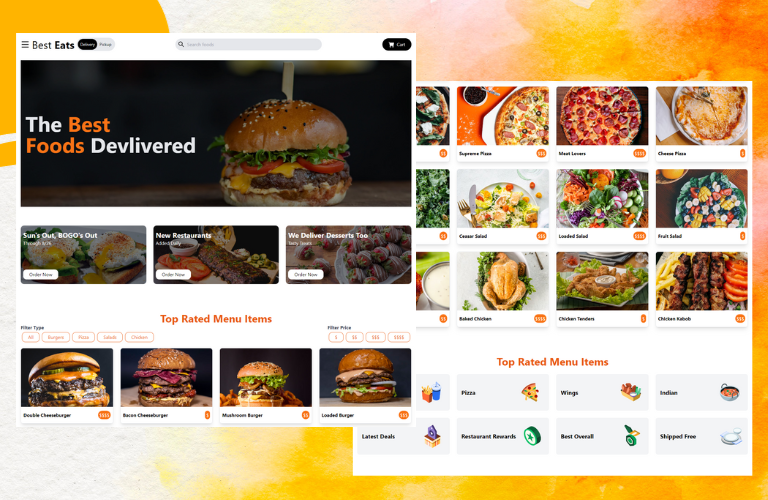 Best Eats
Delivery
Pickup
Search foods
Cart
The Best
Foods Devlivered
Sun's Out, BOGO's Out
Through 8/26
Order Now
New Restaurants
Added Daily
Order Now
We Deliver Desserts Too
Tasty Treats
Order Now
Top Rated Menu Items
Filter Type
All
Burgers
Pizza
Salads
Chicken
Filter Price
$
$$
$$$
$$$$
Double Cheeseburger
$$$$
Bacon Cheeseburger
$
Mushroom Burger
$$
Loaded Burger
$$$
$$
Supreme Pizza
$$$
Meat Lovers
$$$$
Cheese Pizza
$
$$
Ceasar Salad
$$$
Loaded Salad
$$$$
Fruit Salad
$
$$
Baked Chicken
$$$$
Chicken Tenders
$
Chicken Kabob
$$$
Top Rated Menu Items
Pizza
Wings
Indian
Latest Deals
Restaurant Rewards
Best Overall
Shipped Free